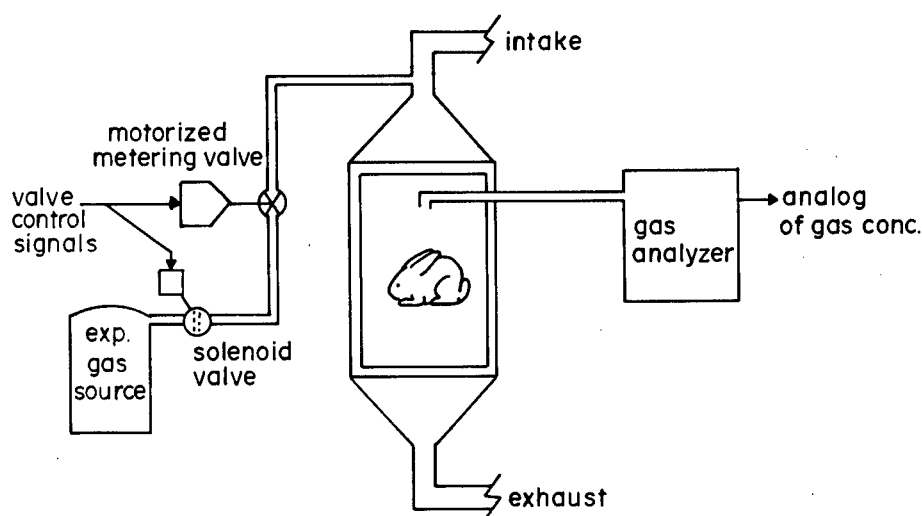 intake
motorized
metering valve
valve
control
signals
analog
of gas conc.
gas
analyzer
exp.
gas
source
solenoid
valve
exhaust